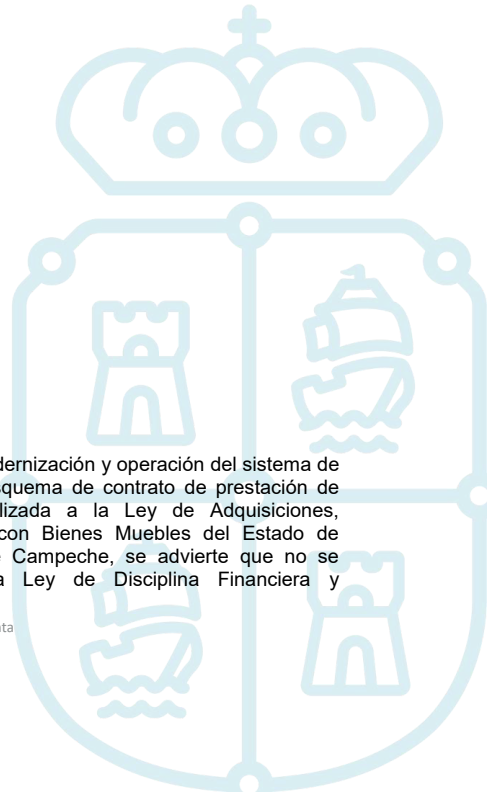 dernización y operación del sistema de
squema de contrato de prestación de
lizada a la Ley de Adquisiciones,
con Bienes Muebles del Estado de
e Campeche, se advierte que no se
a Ley de Disciplina Financiera y
nta